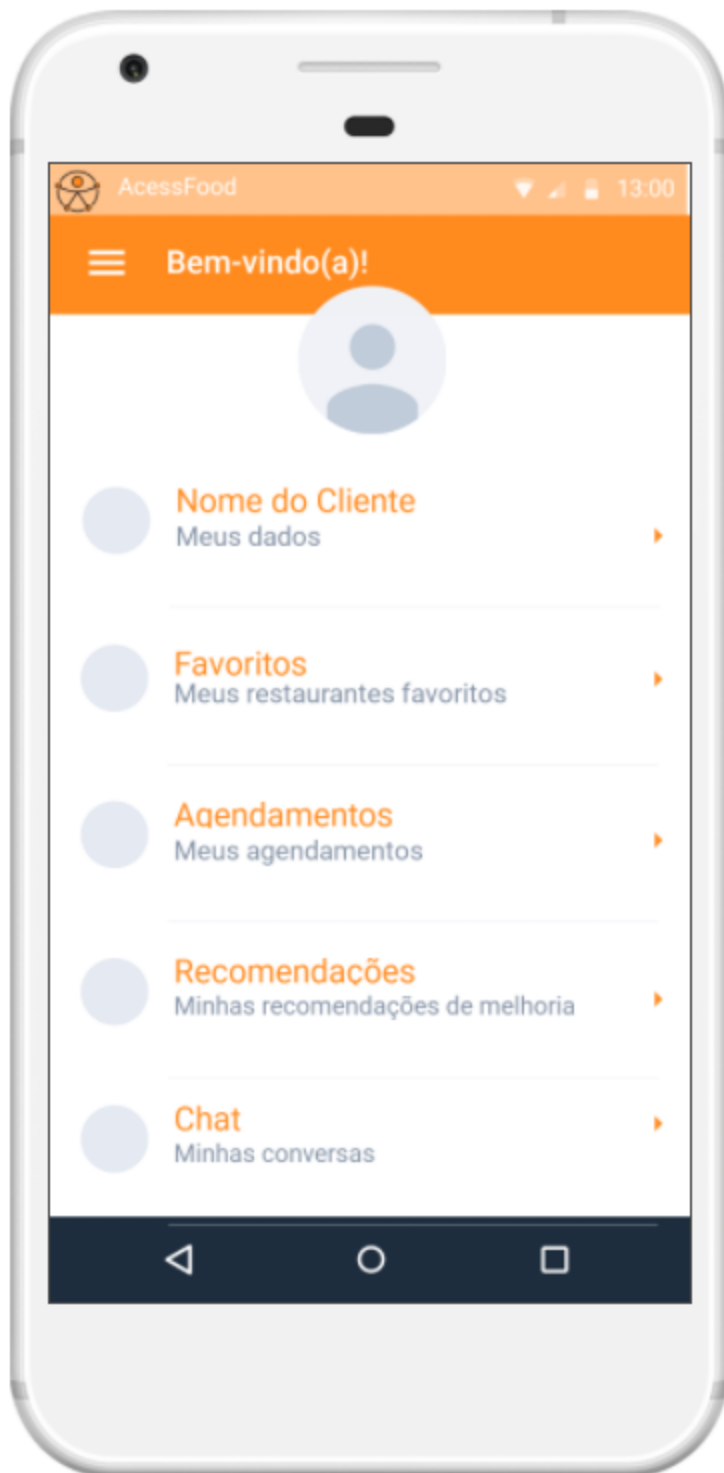 AcessFood 13:00
Bem-vindo(a)!
Nome do Cliente
Meus dados
Favoritos
Meus restaurantes favoritos
Agendamentos
Meus agendamentos
Recomendações
Minhas recomendações de melhoria
Chat
Minhas conversas